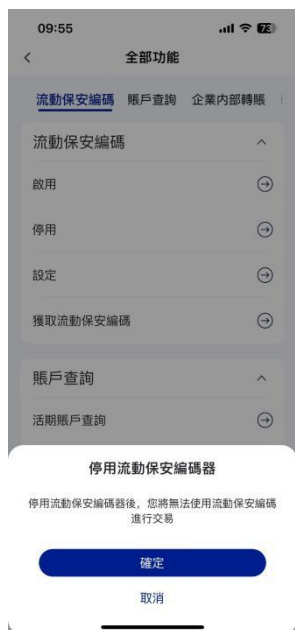 09:55
73
全部功能
流動保安編碼 賬戶查詢 企業內部轉賬
流動保安編碼
啟用
停用
設定
獲取流動保安編碼
賬戶查詢
活期賬戶查詢
停用流動保安編碼器
停用流動保安編碼器後，您將無法使用流動保安編碼
進行交易
確定
取消